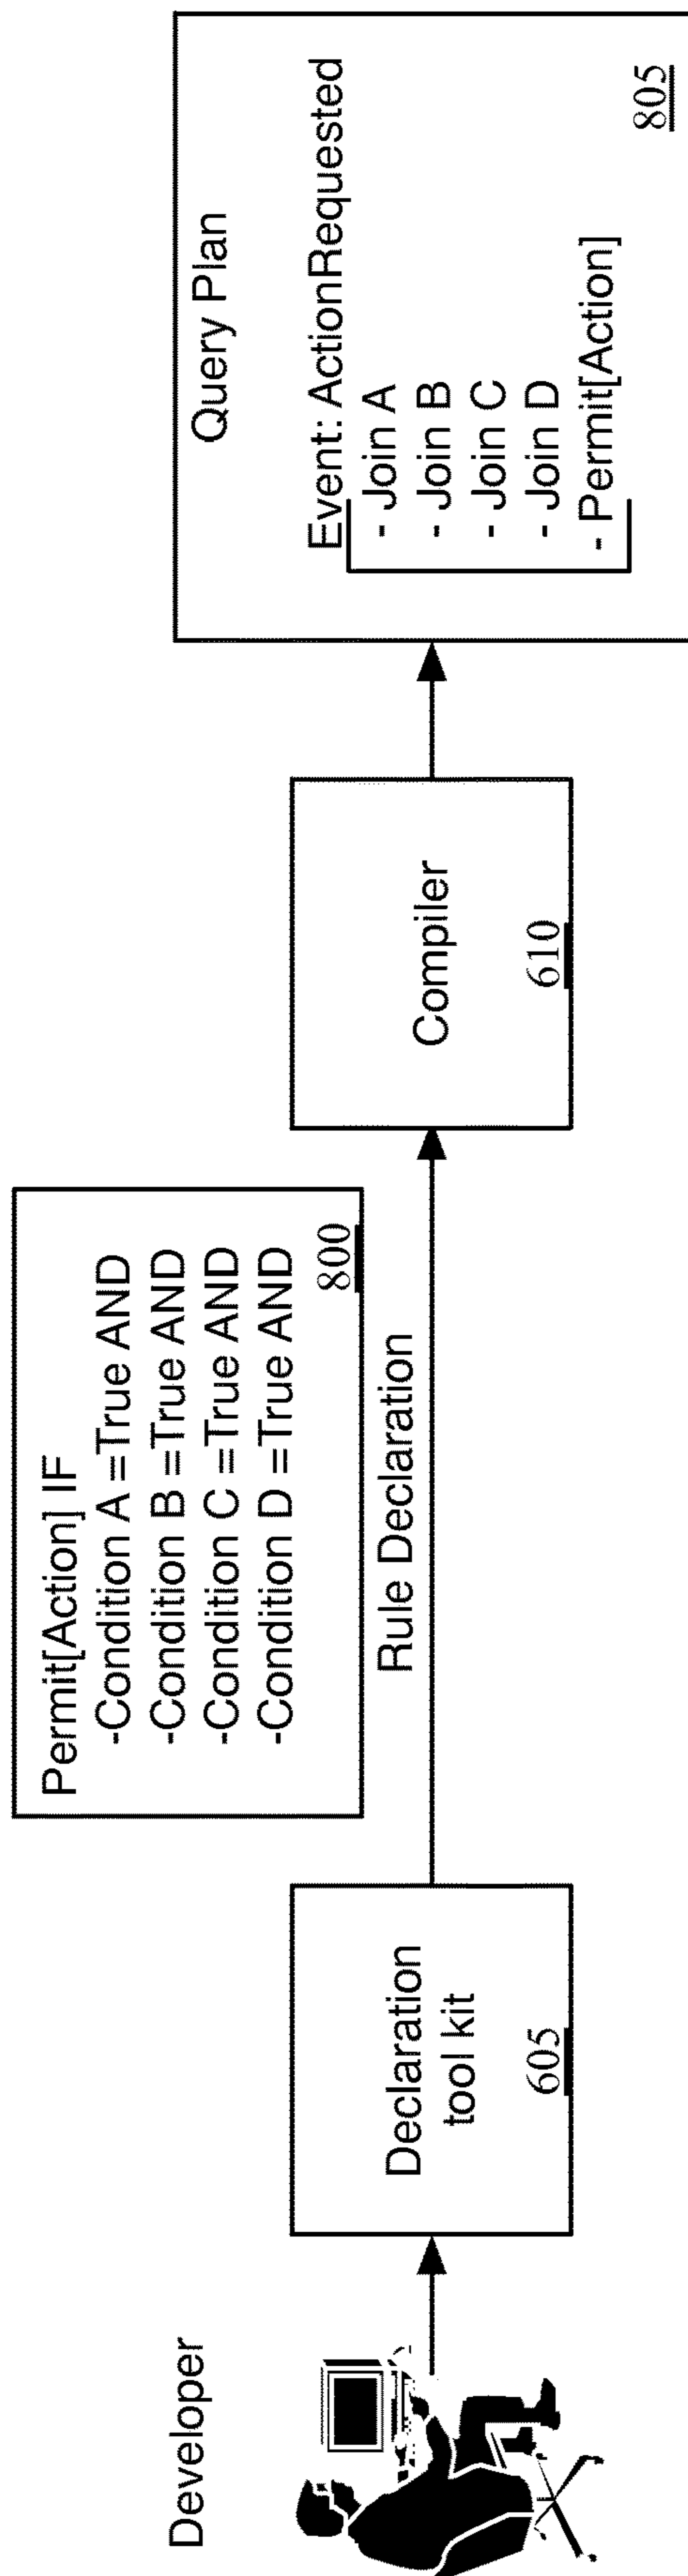 Developer
Declaration
tool kit
605
Permit[Action] IF
-Condition A =True AND
-Condition B =True AND
-Condition C =True AND
-Condition D =True AND
800
Rule Declaration
Compiler
610
Query Plan
Event: ActionRequested
- Join A
- Join B
- Join C
- Join D
- Permit[Action]
805